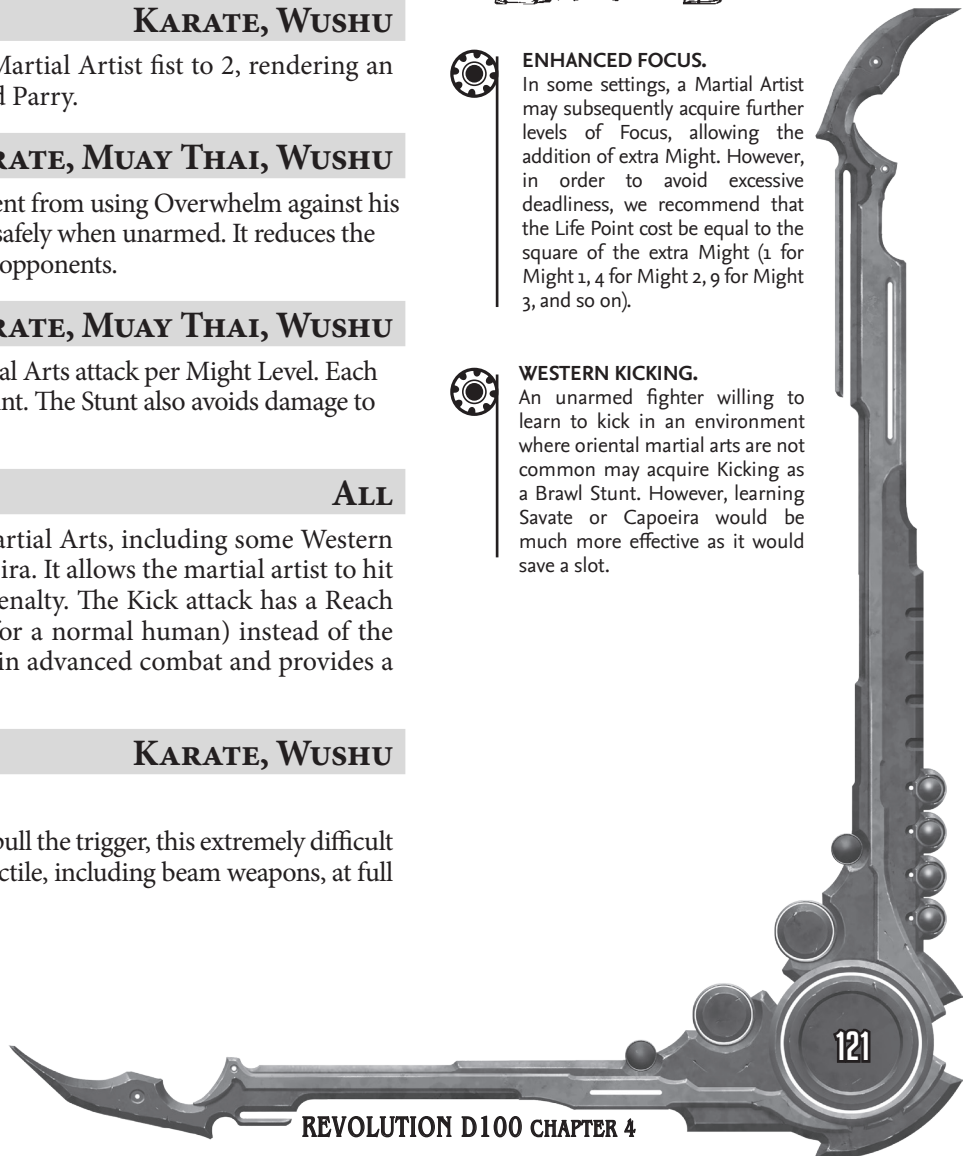 KARATE, WUSHU
Martial Artist fist to 2, rendering an
d Parry.
RATE, MUAY THAI, WUSHU
ent from using Overwhelm against his
safely when unarmed. It reduces the
opponents.
RATE, MUAY THAI, WUSHU
al Arts attack per Might Level. Each
nt. The Stunt also avoids damage to
ALL
artial Arts, including some Western
ira. It allows the martial artist to hit
enalty. The Kick attack has a Reach
for a normal human) instead of the
in advanced combat and provides a
KARATE, WUSHU
pull the trigger, this extremely difficult
ctile, including beam weapons, at full
ENHANCED FOCUS.
In some settings, a Martial Artist
may subsequently acquire further
levels of Focus, allowing the
addition of extra Might. However,
in order to avoid excessive
deadliness, we recommend that
the Life Point cost be equal to the
square of the extra Might (1 for
Might 1, 4 for Might 2, 9 for Might
3, and so on).
WESTERN KICKING.
An unarmed fighter willing to
learn to kick in an environment
where oriental martial arts are not
common may acquire Kicking as
a Brawl Stunt. However, learning
Savate or Capoeira would be
much more effective as it would
save a slot.
121
REVOLUTION D100 CHAPTER 4